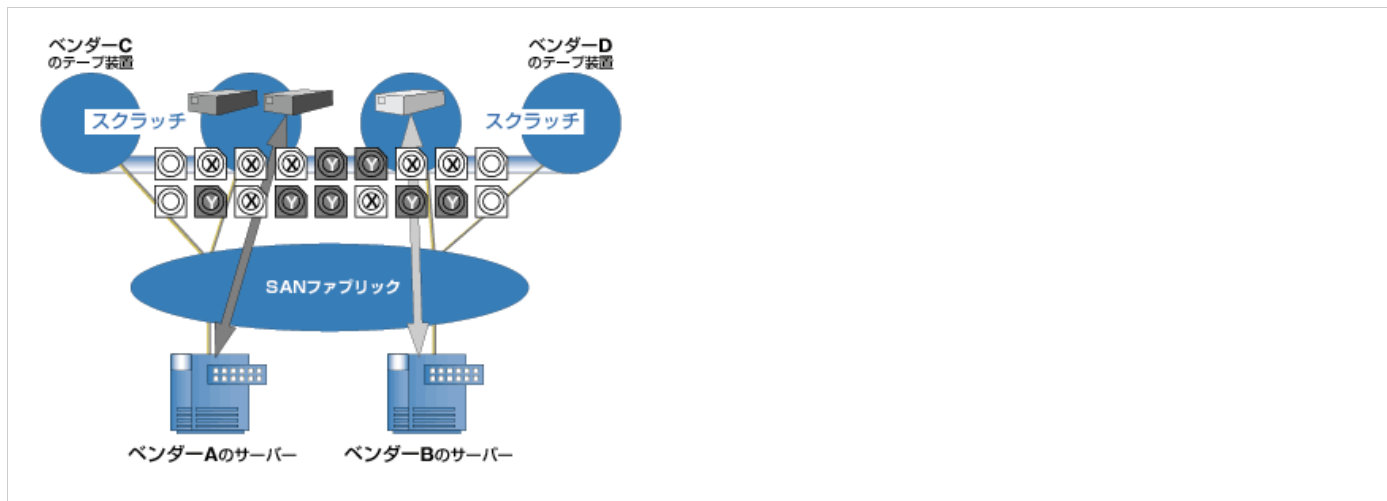 ベンダーC
のテープ装置
ベンダーD
のテープ装置
スクラッチ
スクラッチ
X X X Y Y X X
Y X Y Y X Y Y
SANファブリック
ベンダーAのサーバー
ベンダーBのサーバー